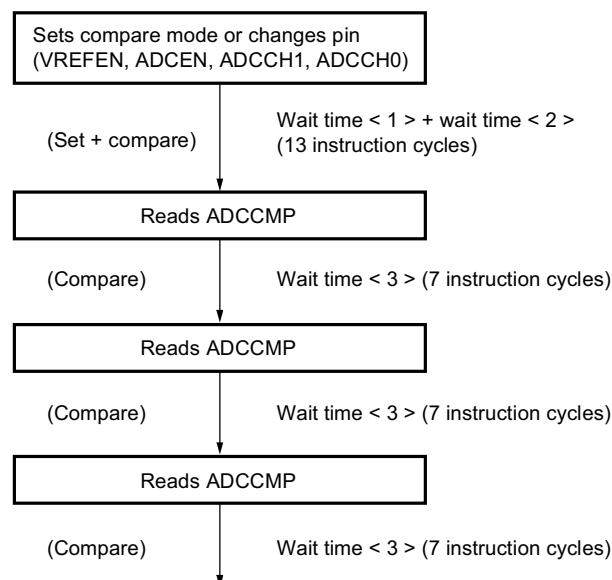 Sets compare mode or changes pin
(VREFEN, ADCEN, ADCCH1, ADCCH0)
(Set + compare)
Wait time < 1 > + wait time < 2 >
(13 instruction cycles)
Reads ADCCMP
(Compare)
Wait time < 3 > (7 instruction cycles)
Reads ADCCMP
(Compare)
Wait time < 3 > (7 instruction cycles)
Reads ADCCMP
(Compare)
Wait time < 3 > (7 instruction cycles)